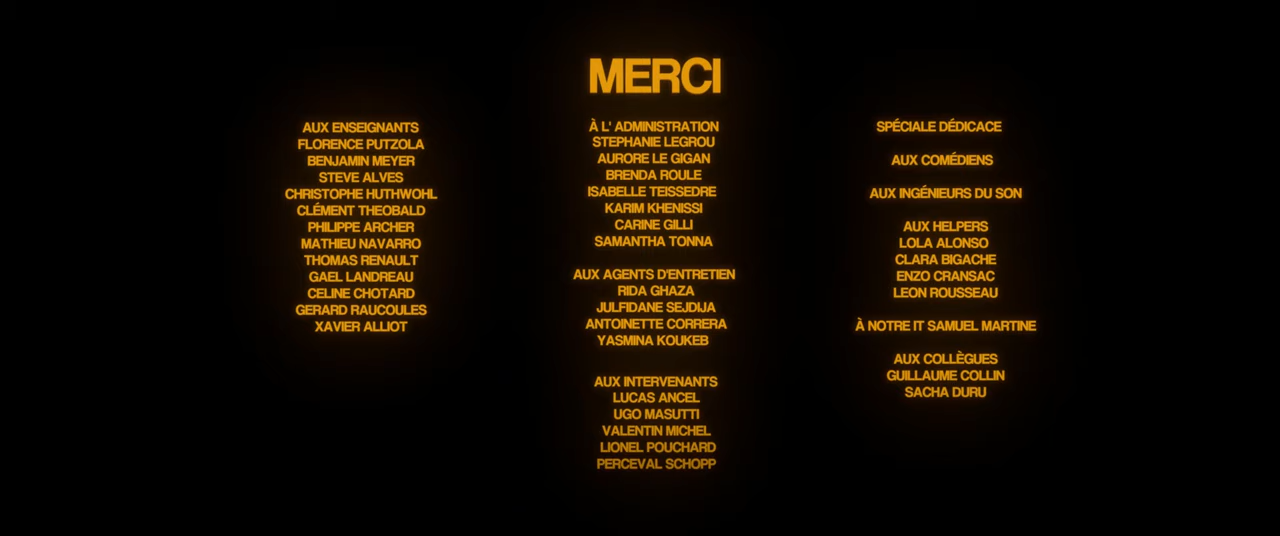 MERCI
AUX ENSEIGNANTS
FLORENCE PUTZOLA
BENJAMIN MEYER
STEVE ALVES
CHRISTOPHE HUTHWOHL
CLÉMENT THEOBALD
PHILIPPE ARCHER
MATHIEU NAVARRO
THOMAS RENAULT
GAEL LANDREAU
CELINE CHOTARD
GERARD RAUCOULES
XAVIER ALLIOT
À L' ADMINISTRATION
STEPHANIE LEGROU
AURORE LE GIGAN
BRENDA ROULE
ISABELLE TEISSEDRE
KARIM KHENISSI
CARINE GILLI
SAMANTHA TONNA
AUX AGENTS D'ENTRETIEN
RIDA GHAZA
JULFIDANE SEJDIJA
ANTOINETTE CORRERA
YASMINA KOUKEB
AUX INTERVENANTS
LUCAS ANCEL
UGO MASUTTI
VALENTIN MICHEL
LIONEL POUCHARD
PERCEVAL SCHOPP
SPÉCIALE DÉDICACE
AUX COMÉDIENS
AUX INGÉNIEURS DU SON
AUX HELPERS
LOLA ALONSO
CLARA BIGACHE
ENZO CRANSAC
LEON ROUSSEAU
À NOTRE IT SAMUEL MARTINE
AUX COLLÈGUES
GUILLAUME COLLIN
SACHA DURU